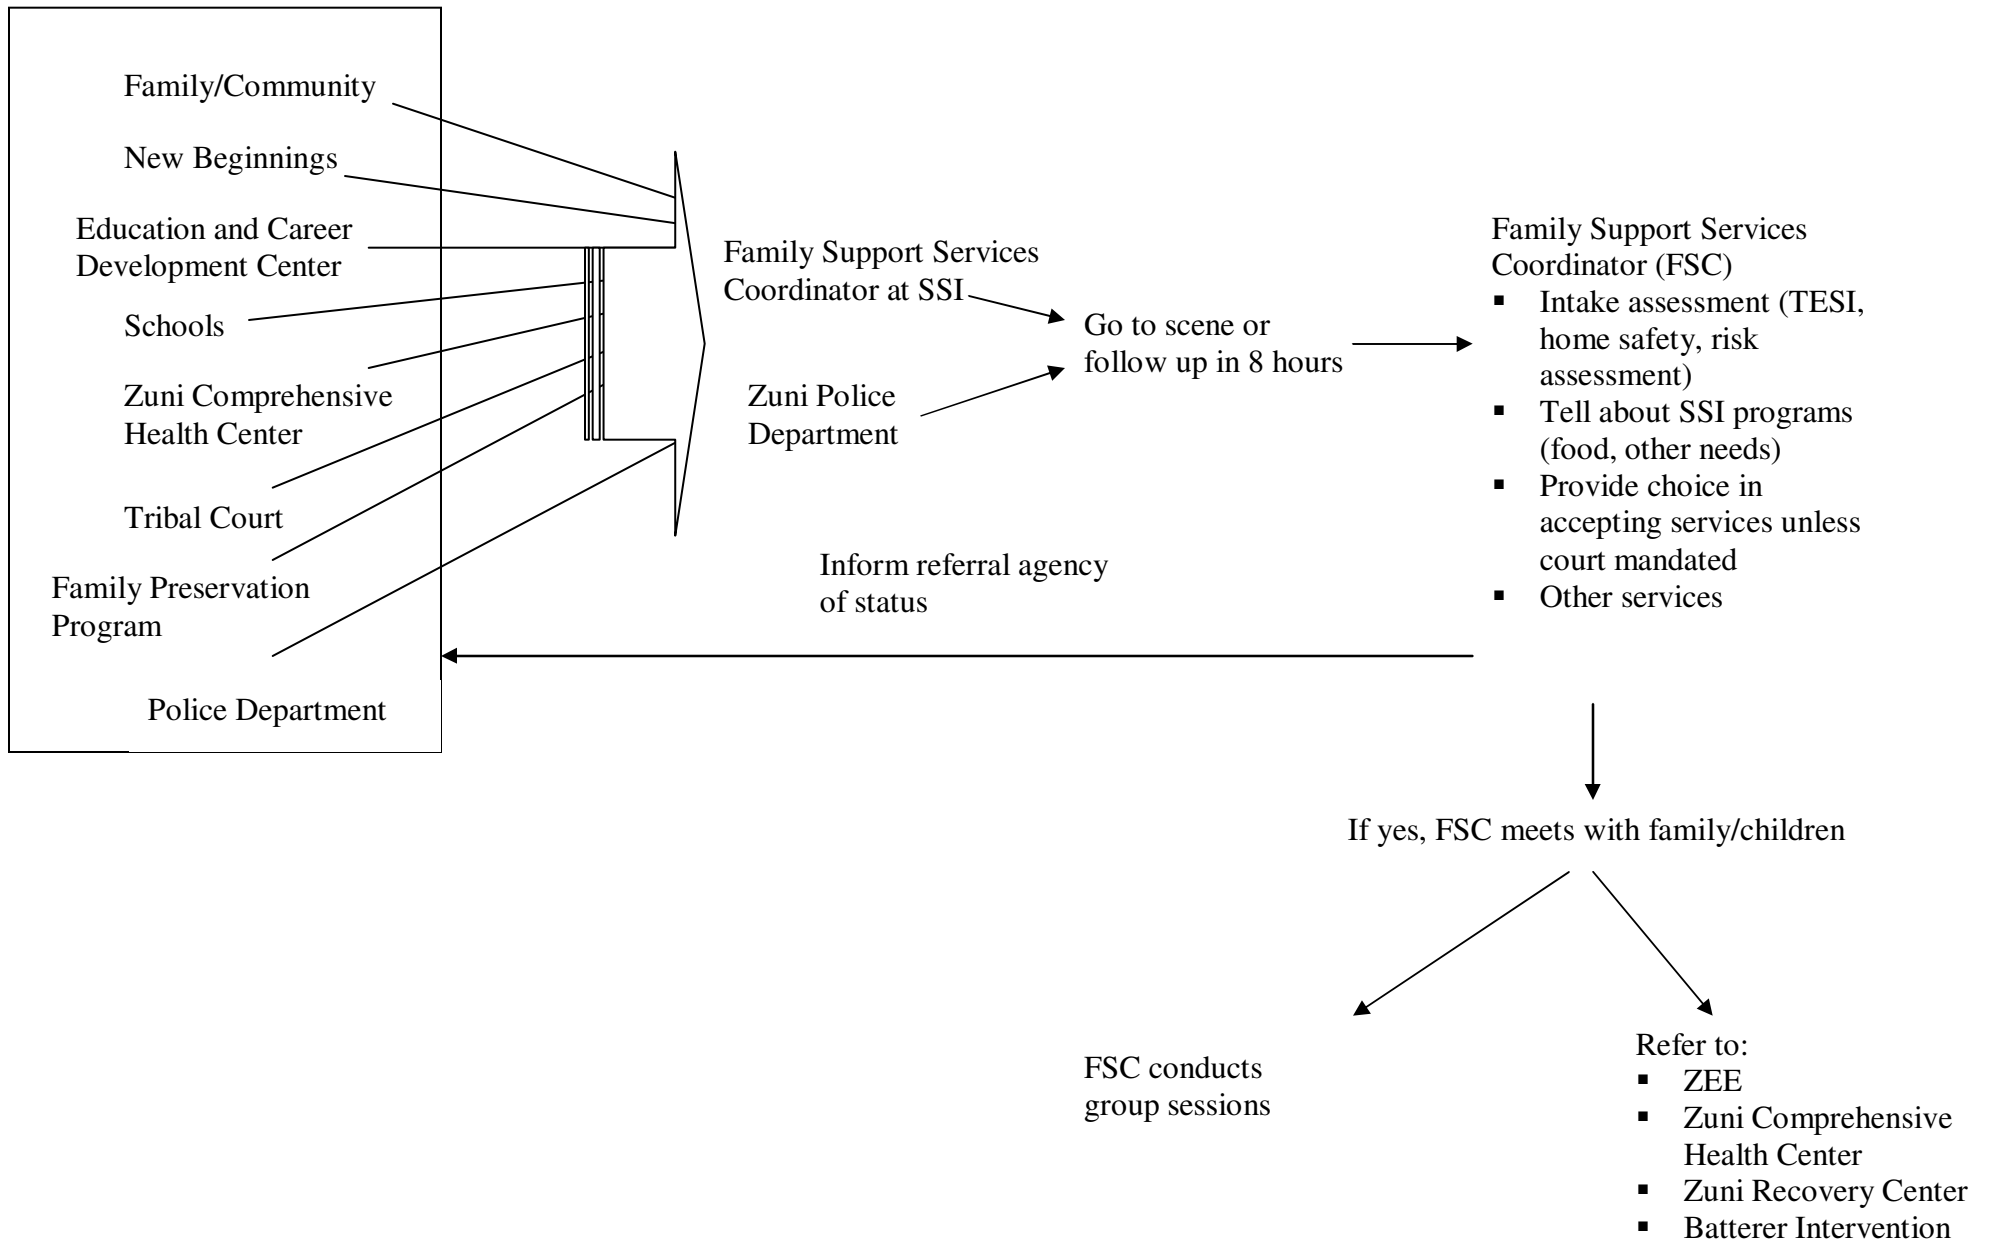 Family/Community
New Beginnings
Education and Career
Development Center
Schools
Zuni Comprehensive
Health Center
Tribal Court
Family Preservation
Program
Police Department
Family Support Services
Coordinator at SSI
Zuni Police
Department
Go to scene or
follow up in 8 hours
Family Support Services
Coordinator (FSC)
▪ Intake assessment (TESI,
home safety, risk
assessment)
▪ Tell about SSI programs
(food, other needs)
▪ Provide choice in
accepting services unless
court mandated
▪ Other services
Inform referral agency
of status
If yes, FSC meets with family/children
FSC conducts
group sessions
Refer to:
▪ ZEE
▪ Zuni Comprehensive
Health Center
▪ Zuni Recovery Center
▪ Batterer Intervention